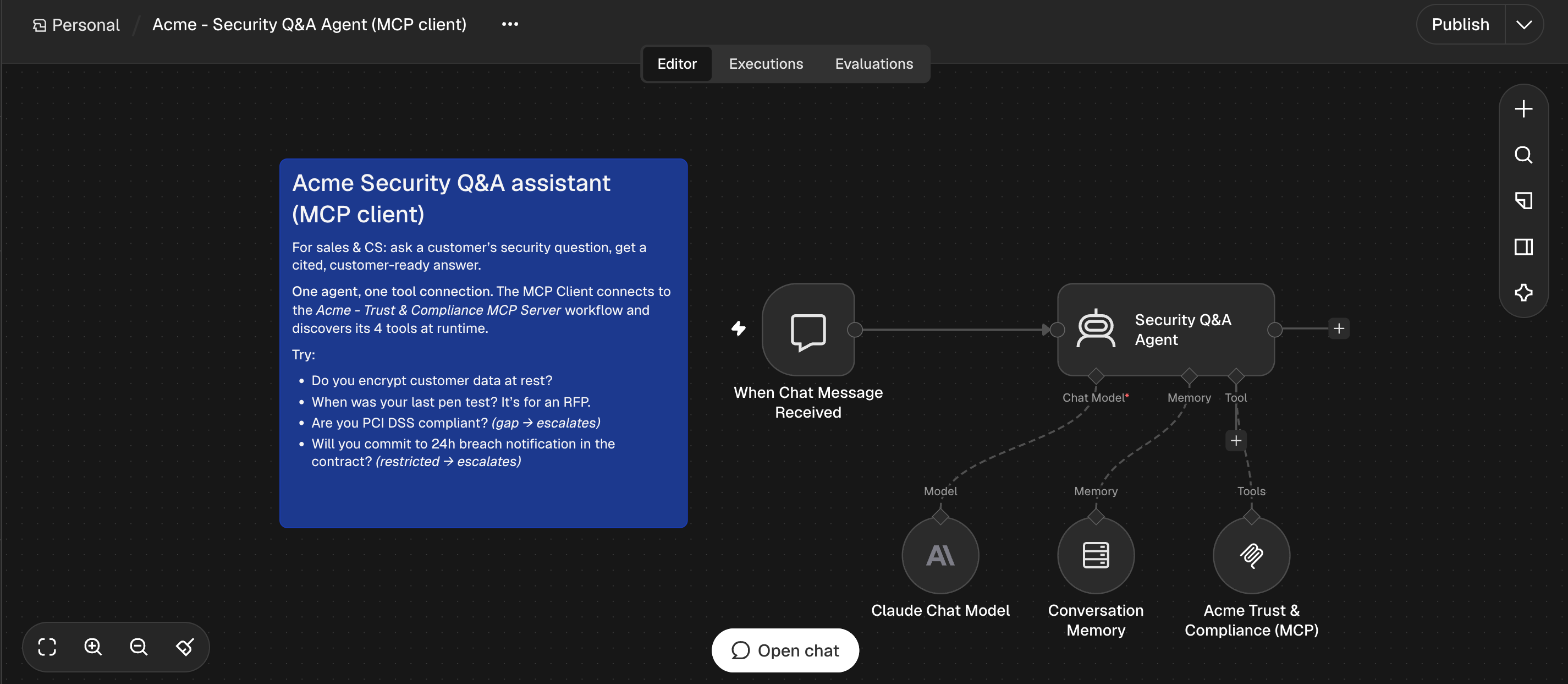 Personal / Acme - Security Q&A Agent (MCP client) •••
Publish
Editor Executions Evaluations
Acme Security Q&A assistant
(MCP client)
For sales & CS: ask a customer's security question, get a
cited, customer-ready answer.
One agent, one tool connection. The MCP Client connects to
the Acme - Trust & Compliance MCP Server workflow and
discovers its 4 tools at runtime.
Try:
• Do you encrypt customer data at rest?
• When was your last pen test? It's for an RFP.
• Are you PCI DSS compliant? (gap → escalates)
• Will you commit to 24h breach notification in the
contract? (restricted → escalates)
When Chat Message
Received
Security Q&A
Agent
Chat Model* Memory Tool
Model Memory Tools
Claude Chat Model
Conversation
Memory
Acme Trust &
Compliance (MCP)
Open chat